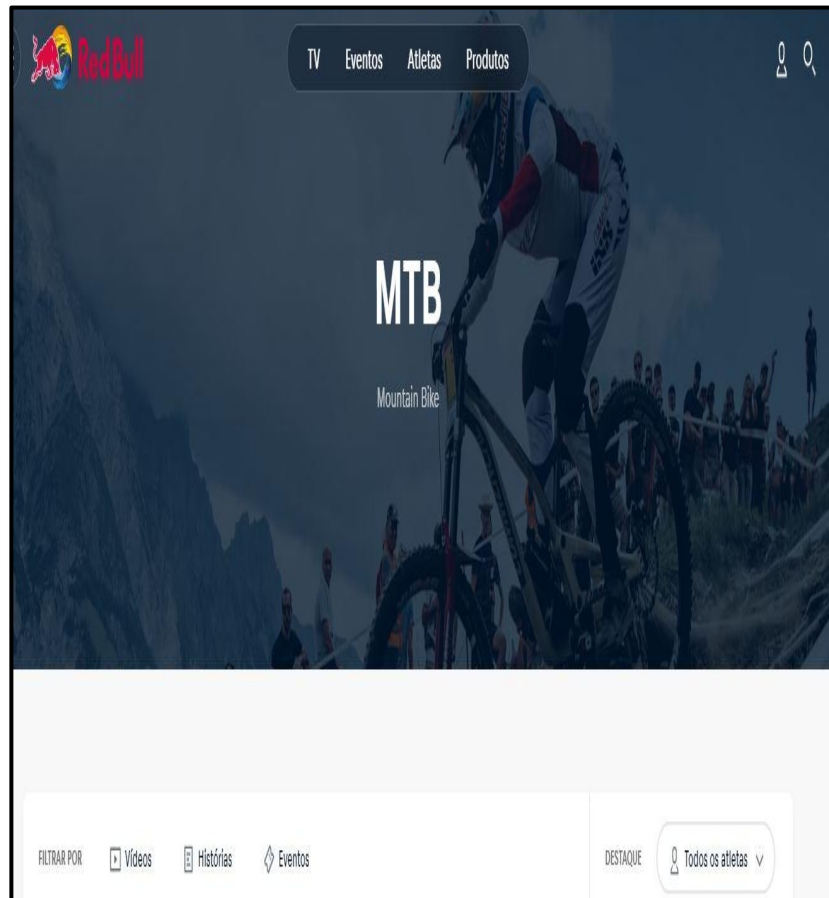 Red Bull
TV Eventos Atletas Produtos
MTB
Mountain Bike
FILTRAR POR Vídeos Histórias Eventos DESTAQUE Todos os atletas